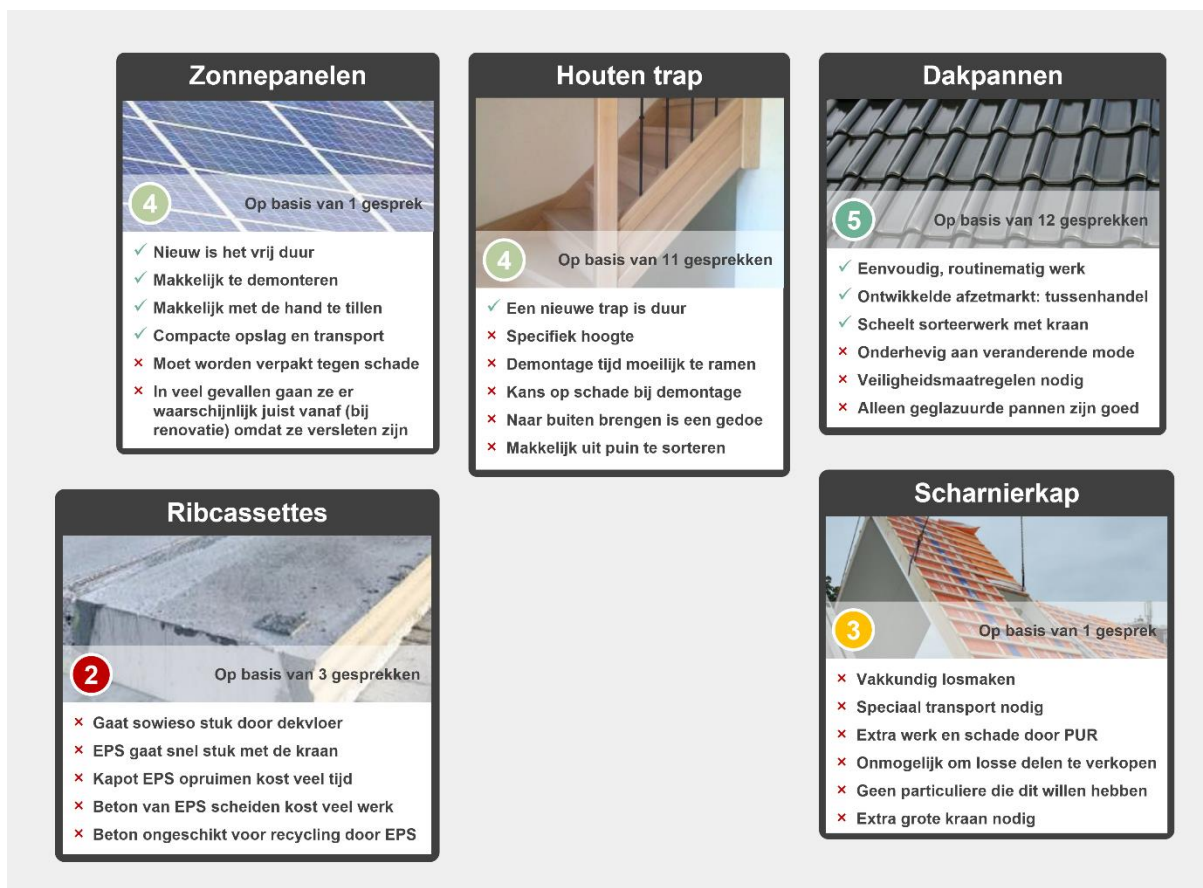 Zonnepanelen
4
Op basis van 1 gesprek
✓ Nieuw is het vrij duur
✓ Makkelijk te demonteren
✓ Makkelijk met de hand te tillen
✓ Compacte opslag en transport
× Moet worden verpakt tegen schade
× In veel gevallen gaan ze er
waarschijnlijk juist vanaf (bij
renovatie) omdat ze versleten zijn
Houten trap
4
Op basis van 11 gesprekken
✓ Een nieuwe trap is duur
× Specifiek hoogte
× Demontage tijd moeilijk te ramen
× Kans op schade bij demontage
× Naar buiten brengen is een gedoe
× Makkelijk uit puin te sorteren
Dakpannen
5
Op basis van 12 gesprekken
✓ Eenvoudig, routinematig werk
✓ Ontwikkelde afzetmarkt: tussenhandel
✓ Scheelt sorteerwerk met kraan
× Onderhevig aan veranderende mode
× Veiligheidsmaatregelen nodig
× Alleen geglazuurde pannen zijn goed
Ribcassettes
2
Op basis van 3 gesprekken
× Gaat sowieso stuk door dekvloer
× EPS gaat snel stuk met de kraan
× Kapot EPS opruimen kost veel tijd
× Beton van EPS scheiden kost veel werk
× Beton ongeschikt voor recycling door EPS
Scharnierkap
3
Op basis van 1 gesprek
× Vakkundig losmaken
× Speciaal transport nodig
× Extra werk en schade door PUR
× Onmogelijk om losse delen te verkopen
× Geen particuliere die dit willen hebben
× Extra grote kraan nodig